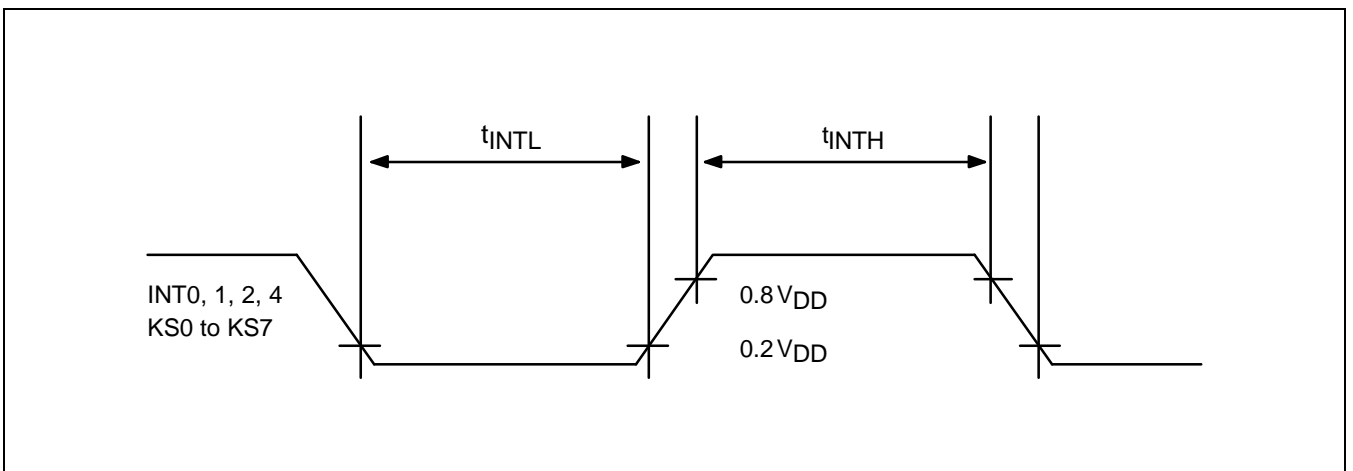 tINTL
tINTH
INT0, 1, 2, 4
KS0 to KS7
0.8 VDD
0.2 VDD